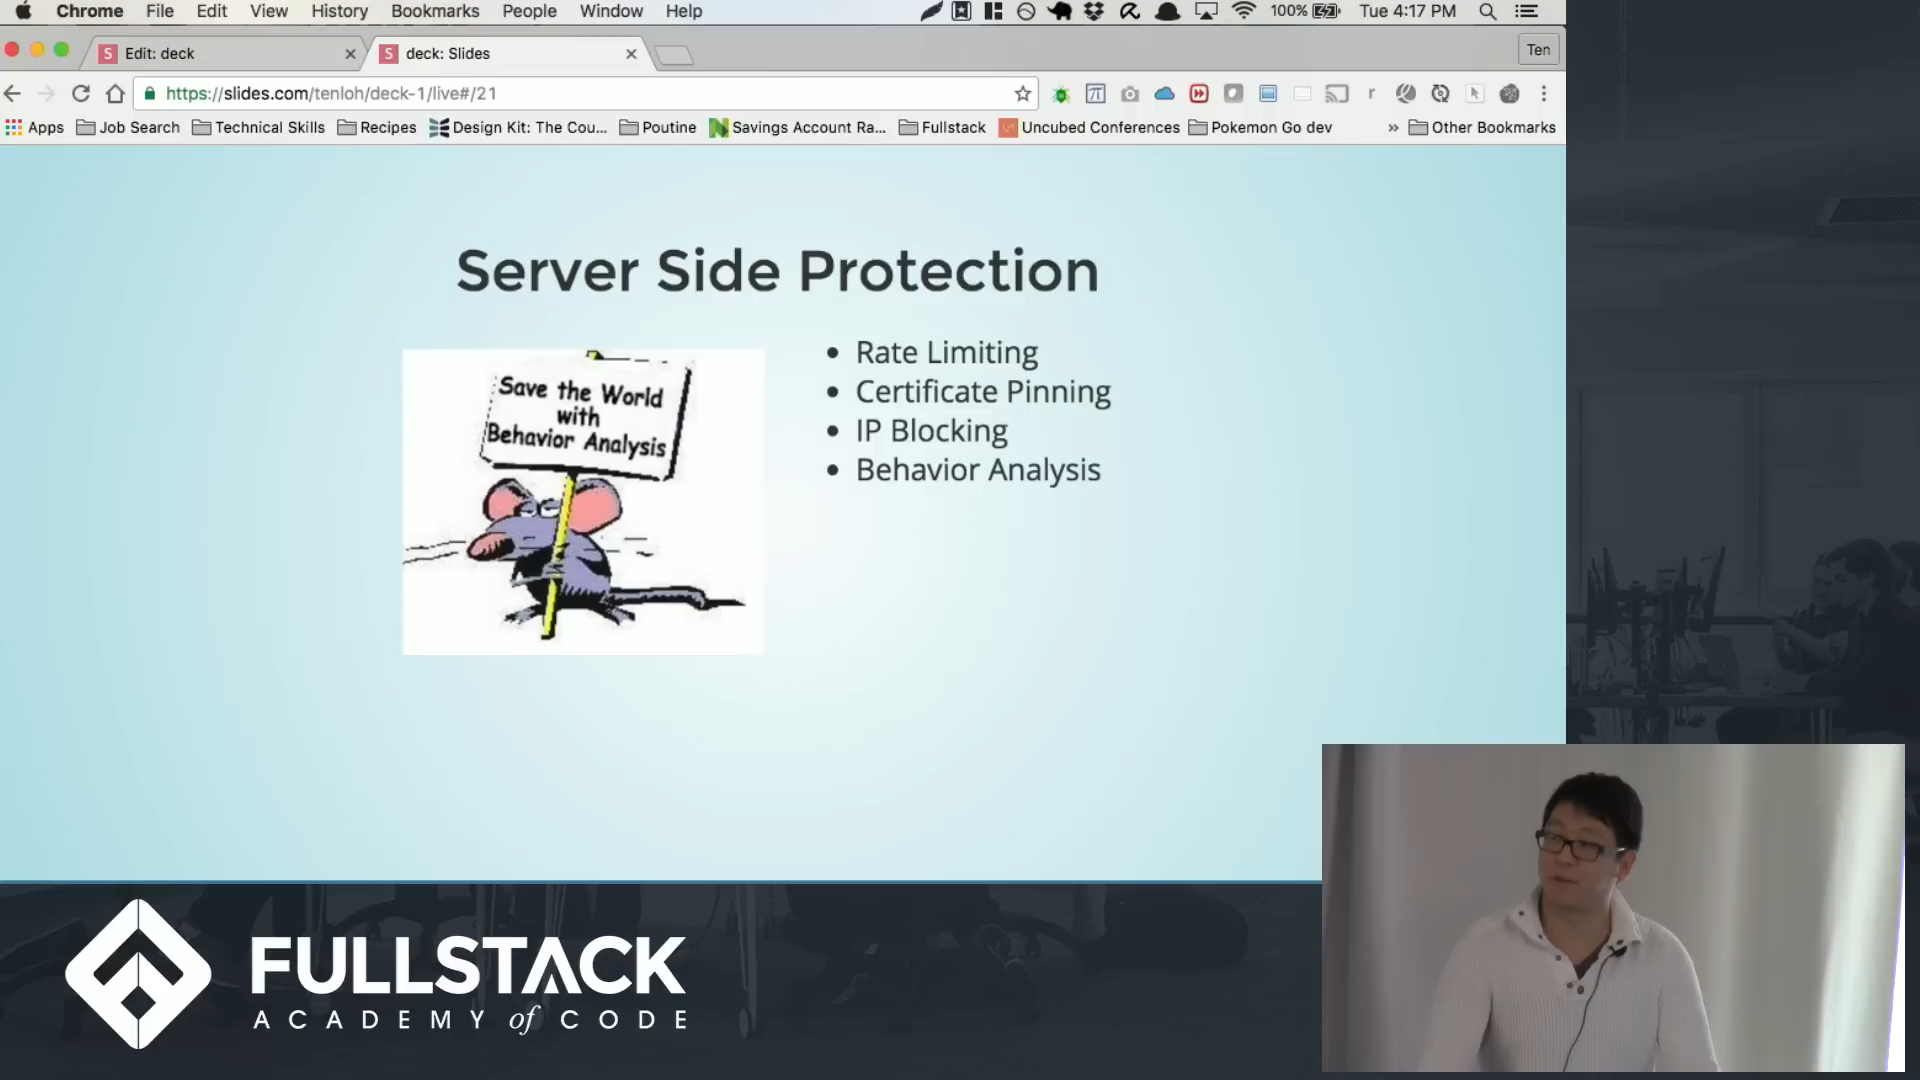 Chrome File Edit View History Bookmarks People Window Help 100% Tue 4:17 PM
S Edit: deck
S deck: Slides
Ten
https://slides.com/tenloh/deck-1/live#/21
Apps Job Search Technical Skills Recipes Design Kit: The Cou... Poutine Savings Account Ra... Fullstack Uncubed Conferences Pokemon Go dev » Other Bookmarks
Server Side Protection
Save the World
with
Behavior Analysis
• Rate Limiting
• Certificate Pinning
• IP Blocking
• Behavior Analysis
FULLSTACK
ACADEMY of CODE